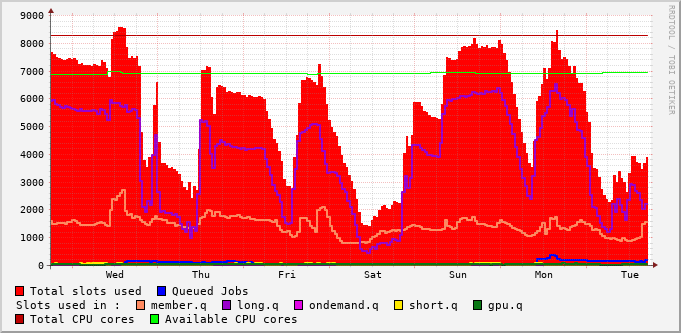 9000
8000
7000
6000
5000
4000
3000
2000
1000
0
Wed Thu Fri Sat Sun Mon Tue
RRDTOOL / TOBI OETIKER
Total slots used Queued Jobs
Slots used in : member.q long.q ondemand.q short.q gpu.q
Total CPU cores Available CPU cores